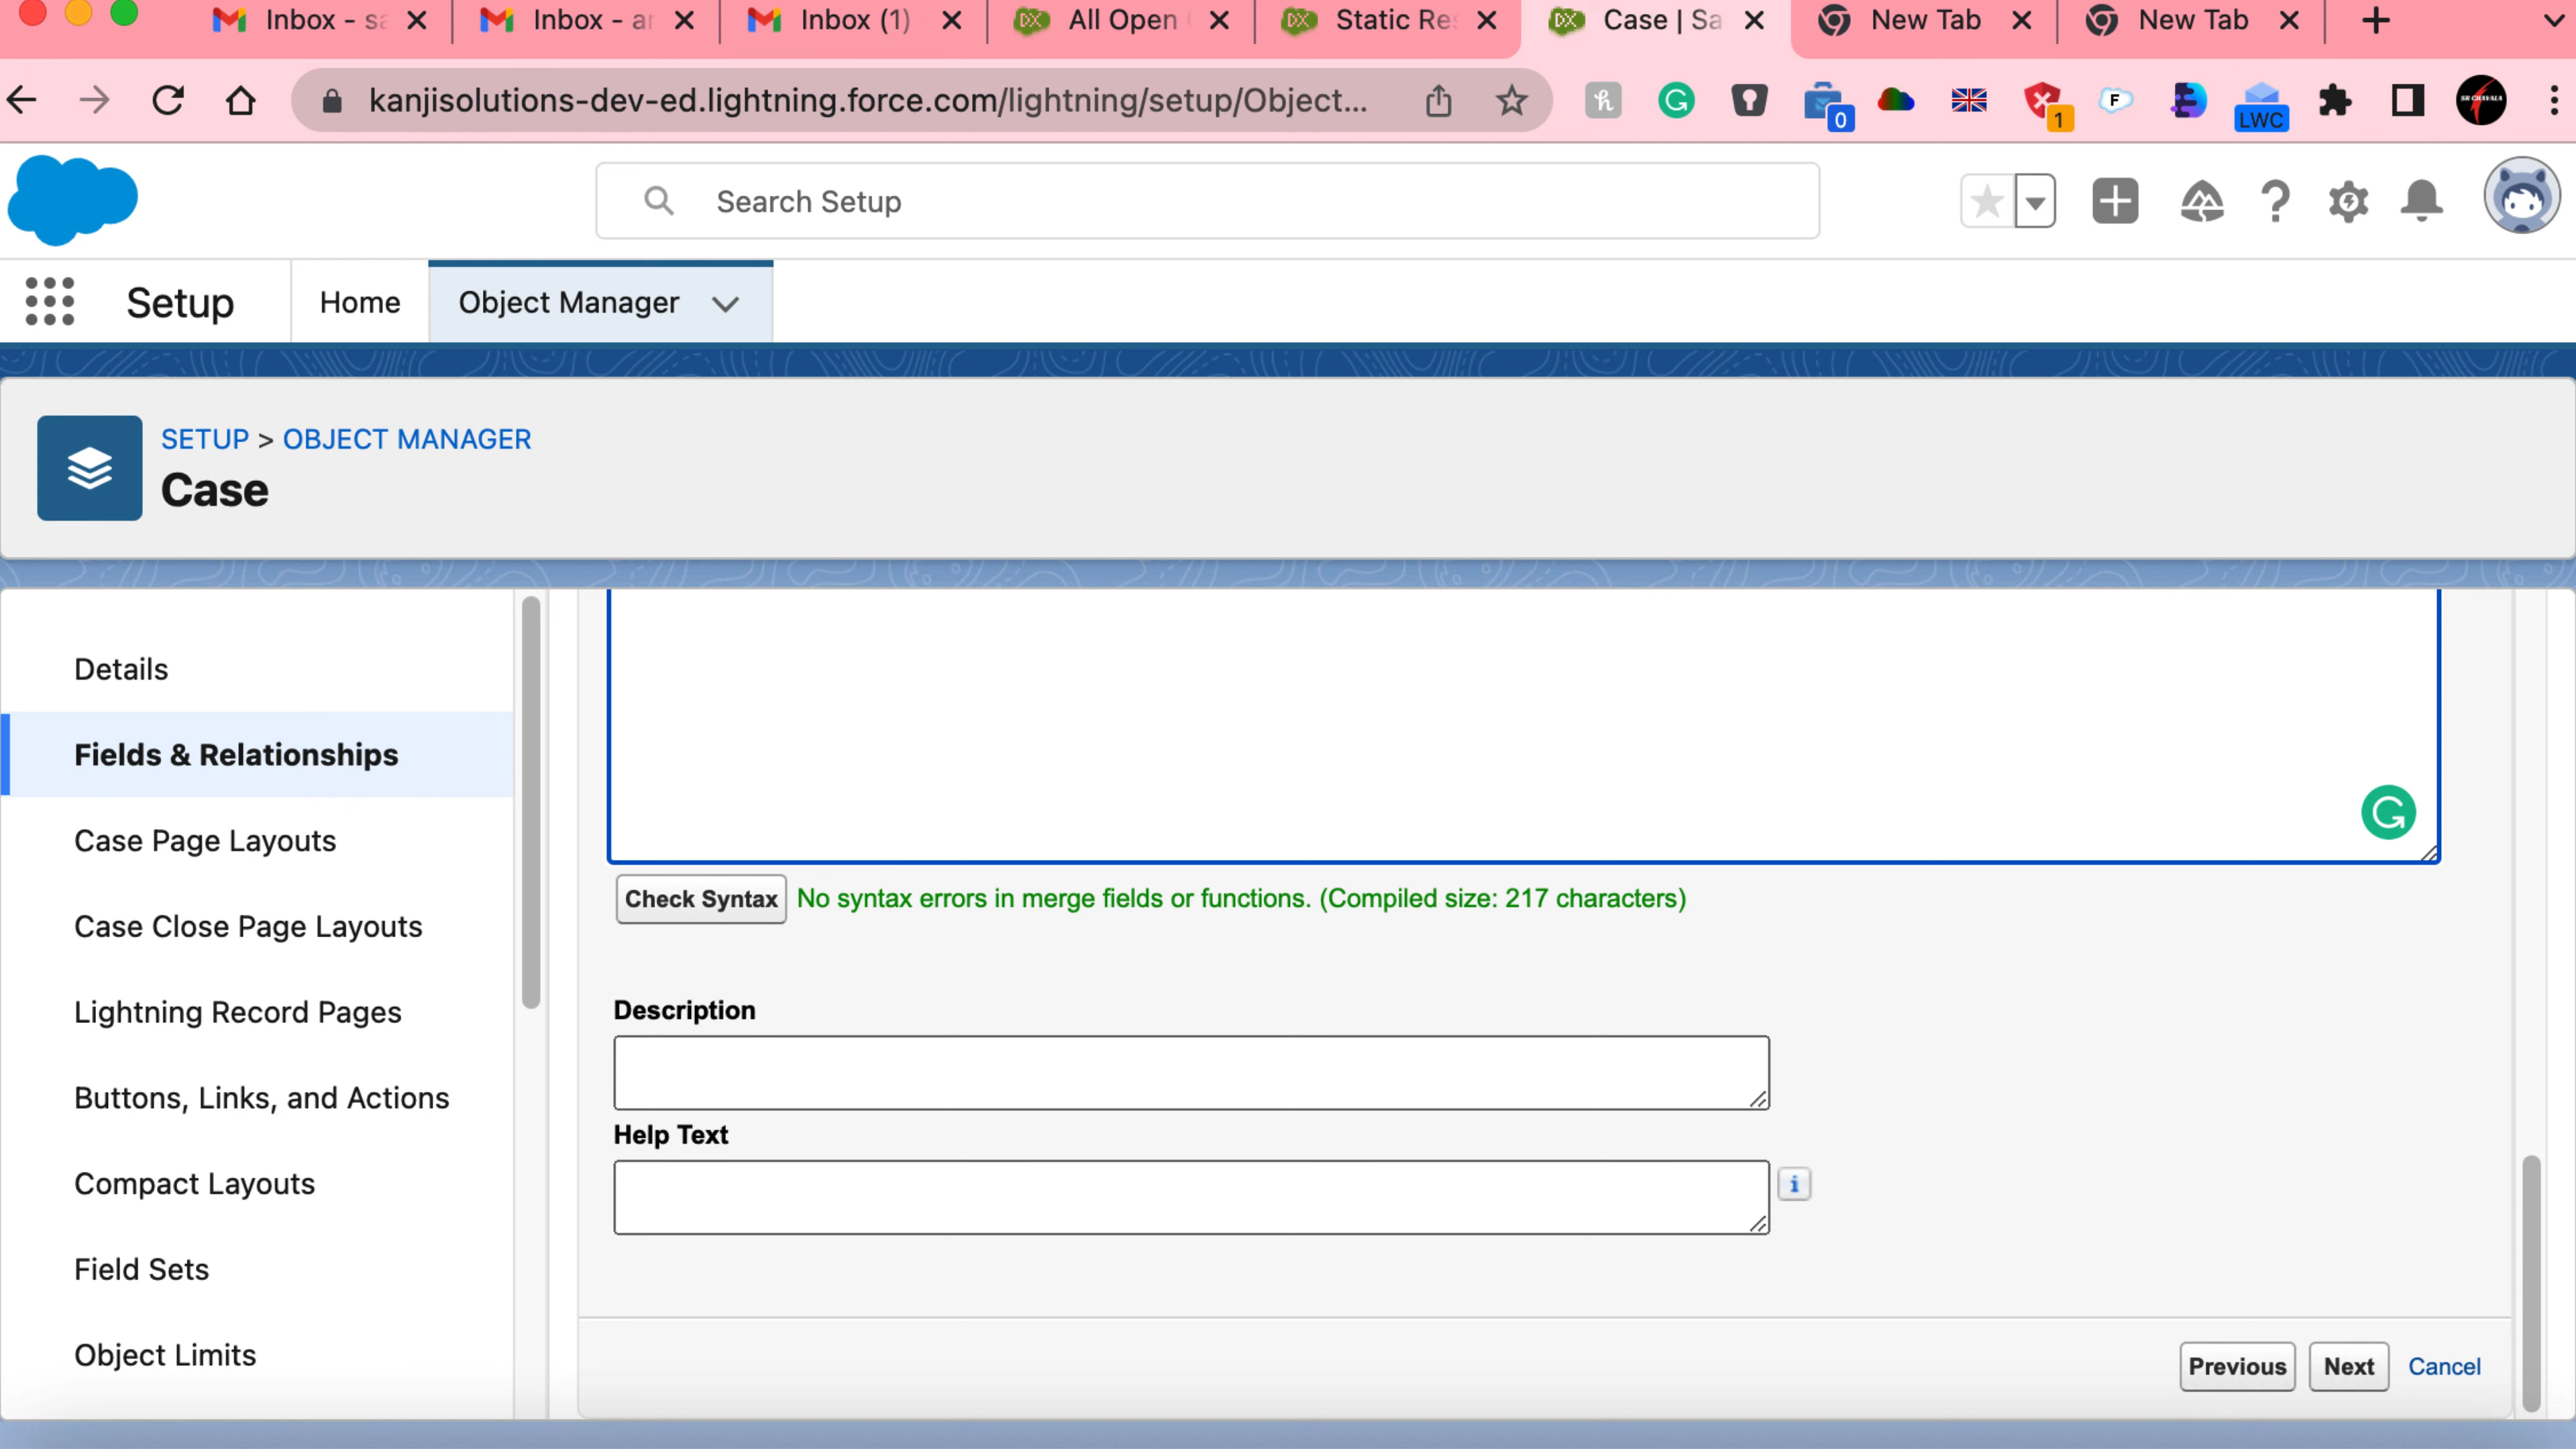 Inbox - sa
Inbox - ar
Inbox (1)
All Open
Static Res
Case | Sa
New Tab
New Tab
kanjisolutions-dev-ed.lightning.force.com/lightning/setup/Object...
0
1
F
LWC
Search Setup
Setup
Home
Object Manager
SETUP > OBJECT MANAGER
Case
Details
Fields & Relationships
Case Page Layouts
Case Close Page Layouts
Lightning Record Pages
Buttons, Links, and Actions
Compact Layouts
Field Sets
Object Limits
Check Syntax No syntax errors in merge fields or functions. (Compiled size: 217 characters)
Description
Help Text
Previous Next Cancel